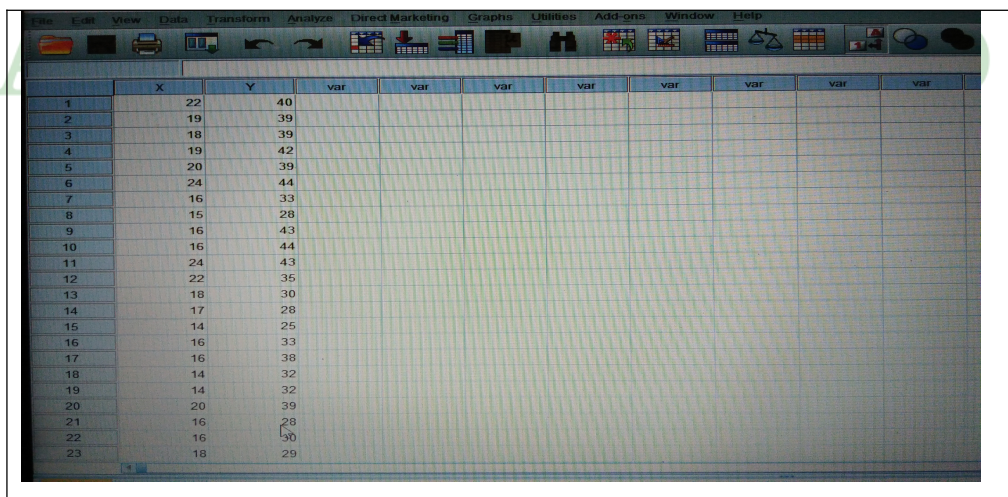 File Edit View Data Transform Analyze Direct Marketing Graphs Utilities Add-ons Window Help
X Y var var var var var var var var var
1 22 40
2 19 39
3 18 39
4 19 42
5 20 39
6 24 44
7 16 33
8 15 28
9 16 43
10 16 44
11 24 43
12 22 35
13 18 30
14 17 28
15 14 25
16 16 33
17 16 38
18 14 32
19 14 32
20 20 39
21 16 28
22 16 30
23 18 29